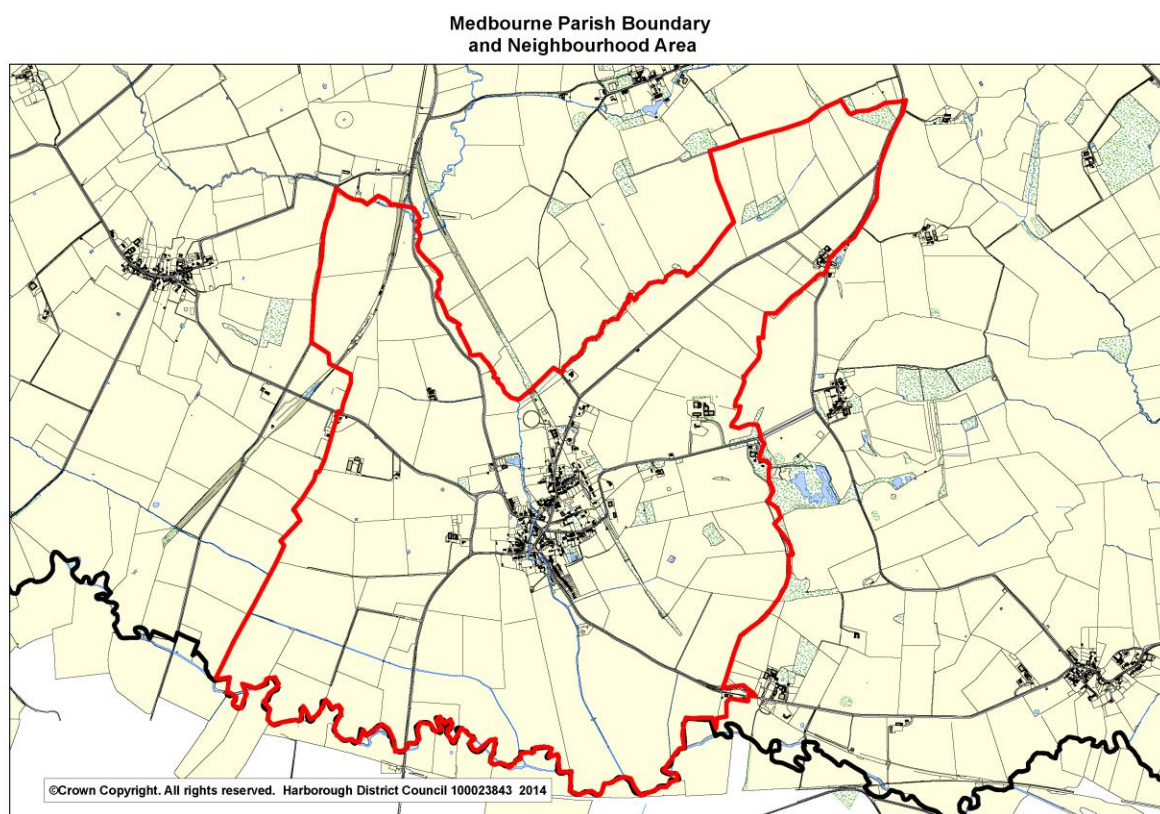 Medbourne Parish Boundary
and Neighbourhood Area
©Crown Copyright. All rights reserved. Harborough District Council 100023843 2014